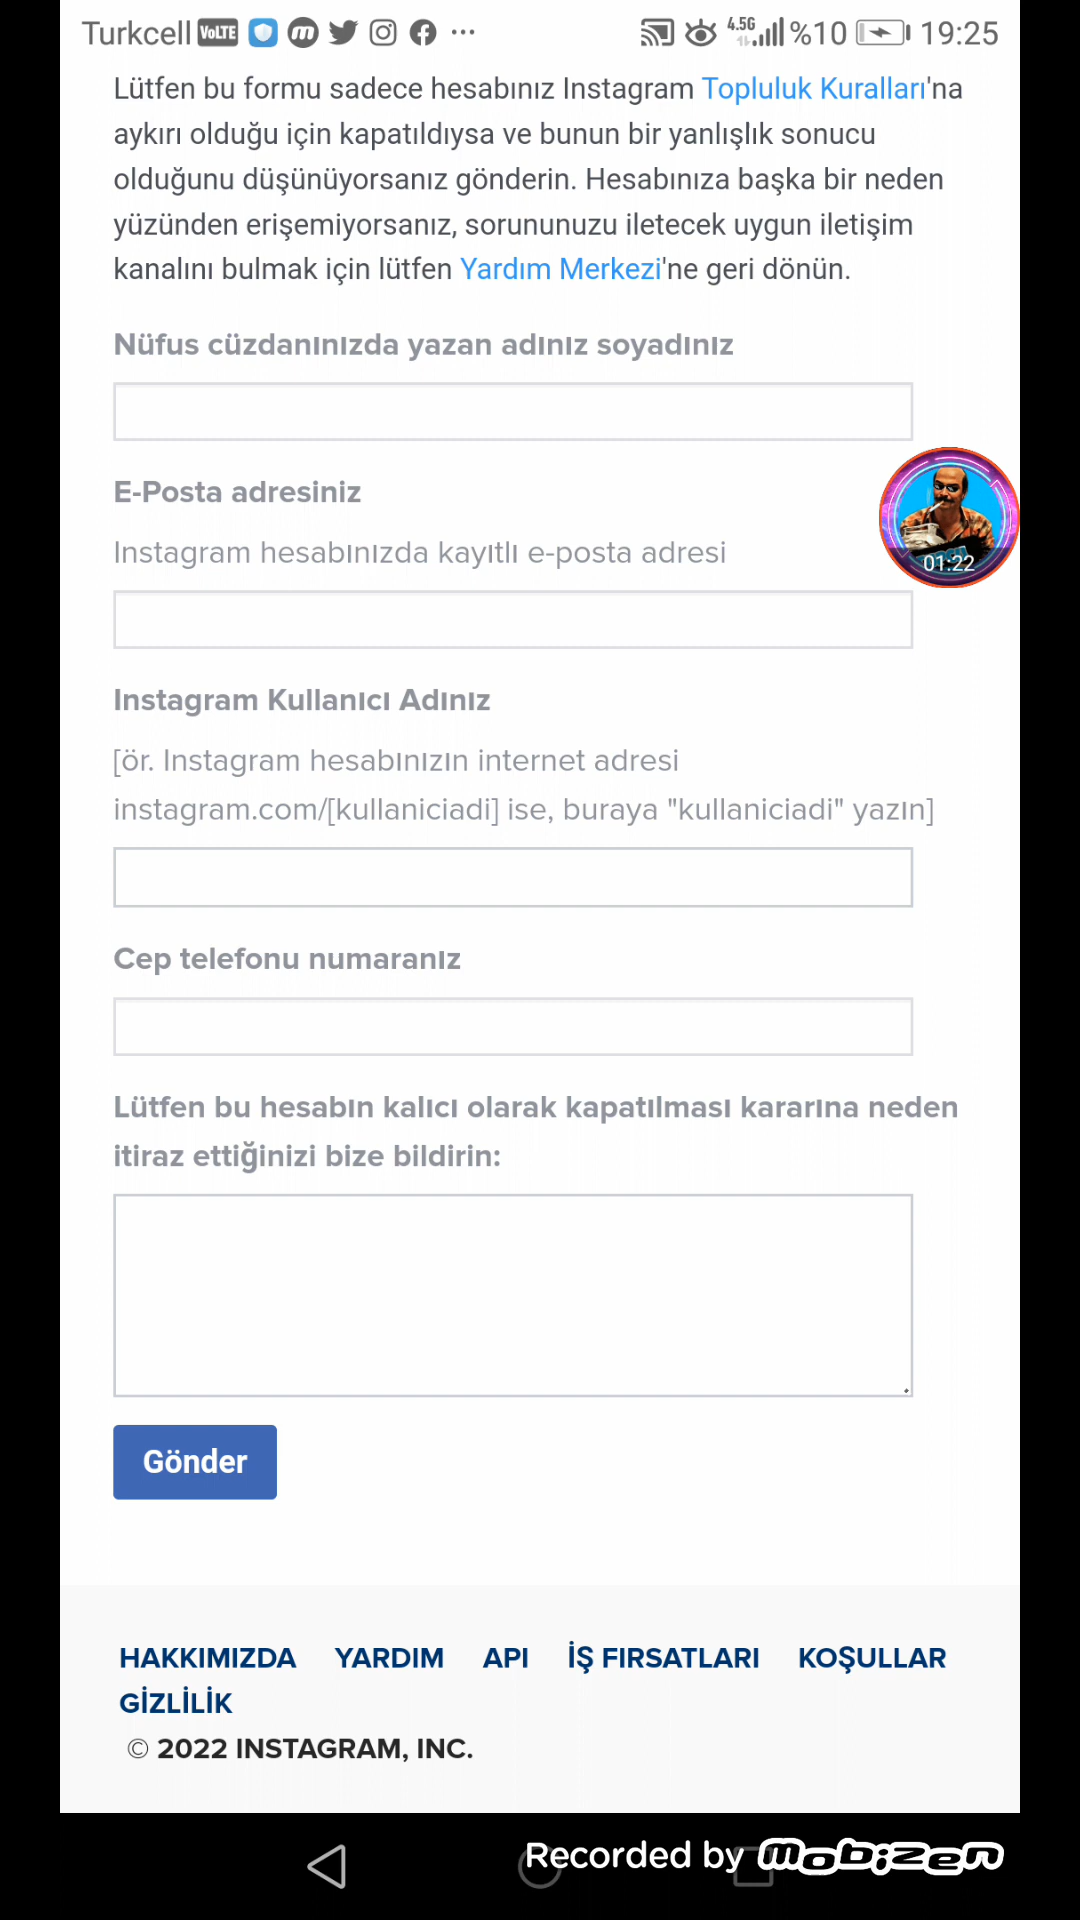 Turkcell VoLTE m ... 4.5G %10 19:25
Lütfen bu formu sadece hesabınız Instagram Topluluk Kuralları'na
aykırı olduğu için kapatıldıysa ve bunun bir yanlışlık sonucu
olduğunu düşünüyorsanız gönderin. Hesabınıza başka bir neden
yüzünden erişemiyorsanız, sorununuzu iletecek uygun iletişim
kanalını bulmak için lütfen Yardım Merkezi'ne geri dönün.
Nüfus cüzdanınızda yazan adınız soyadınız
E-Posta adresiniz
Instagram hesabınızda kayıtlı e-posta adresi
01:22
Instagram Kullanıcı Adınız
[ör. Instagram hesabınızın internet adresi
instagram.com/[kullaniciadi] ise, buraya "kullaniciadi" yazın]
Cep telefonu numaranız
Lütfen bu hesabın kalıcı olarak kapatılması kararına neden
itiraz ettiğinizi bize bildirin:
Gönder
HAKKIMIZDA YARDIM API İŞ FIRSATLARI KOŞULLAR
GİZLİLİK
© 2022 INSTAGRAM, INC.
Recorded by mobizen